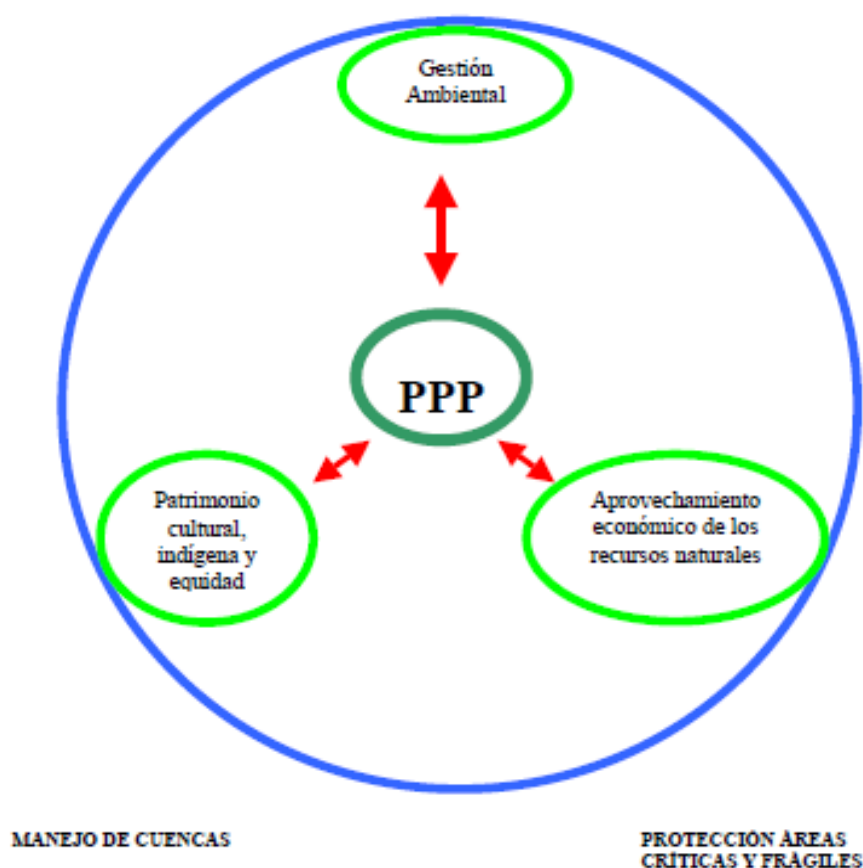 Gestión
Ambiental
PPP
Patrimonio
cultural,
indígena y
equidad
Aprovechamiento
económico de los
recursos naturales
MANEJO DE CUENCAS
PROTECCIÓN ÁREAS
CRÍTICAS Y FRÁGILES